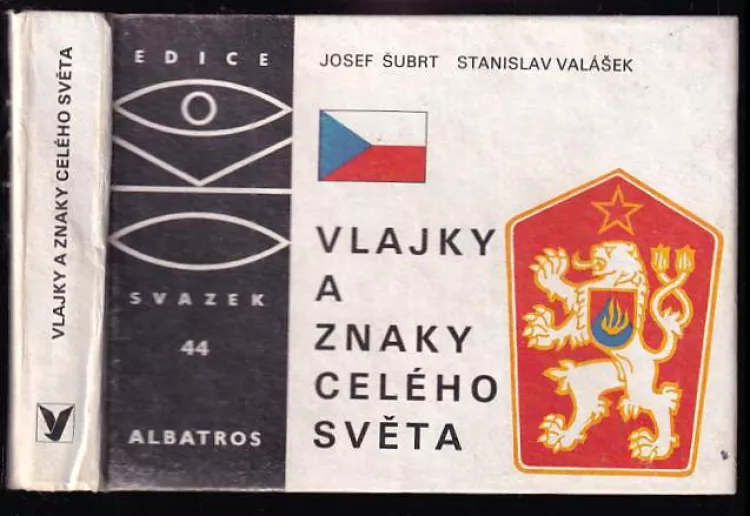 VLAJKY A ZNAKY CELÉHO SVĚTA
EDICE
SVAZEK
44
ALBATROS
JOSEF ŠUBRT STANISLAV VALÁŠEK
VLAJKY
A
ZNAKY
CELÉHO
SVĚTA